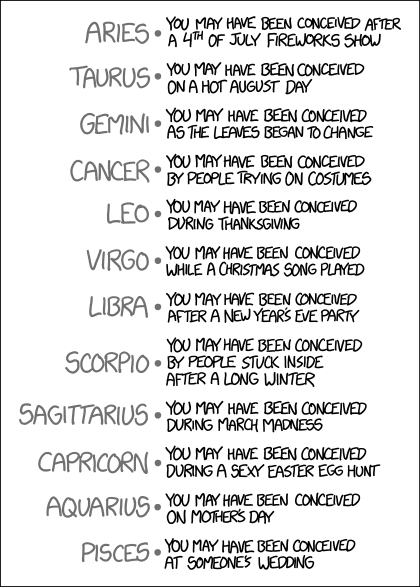 ARIES • YOU MAY HAVE BEEN CONCEIVED AFTER
A 4TH OF JULY FIREWORKS SHOW
TAURUS • YOU MAY HAVE BEEN CONCEIVED
ON A HOT AUGUST DAY
GEMINI • YOU MAY HAVE BEEN CONCEIVED
AS THE LEAVES BEGAN TO CHANGE
CANCER • YOU MAY HAVE BEEN CONCEIVED
BY PEOPLE TRYING ON COSTUMES
LEO • YOU MAY HAVE BEEN CONCEIVED
DURING THANKSGIVING
VIRGO • YOU MAY HAVE BEEN CONCEIVED
WHILE A CHRISTMAS SONG PLAYED
LIBRA • YOU MAY HAVE BEEN CONCEIVED
AFTER A NEW YEAR'S EVE PARTY
SCORPIO • YOU MAY HAVE BEEN CONCEIVED
BY PEOPLE STUCK INSIDE
AFTER A LONG WINTER
SAGITTARIUS • YOU MAY HAVE BEEN CONCEIVED
DURING MARCH MADNESS
CAPRICORN • YOU MAY HAVE BEEN CONCEIVED
DURING A SEXY EASTER EGG HUNT
AQUARIUS • YOU MAY HAVE BEEN CONCEIVED
ON MOTHER'S DAY
PISCES • YOU MAY HAVE BEEN CONCEIVED
AT SOMEONE'S WEDDING